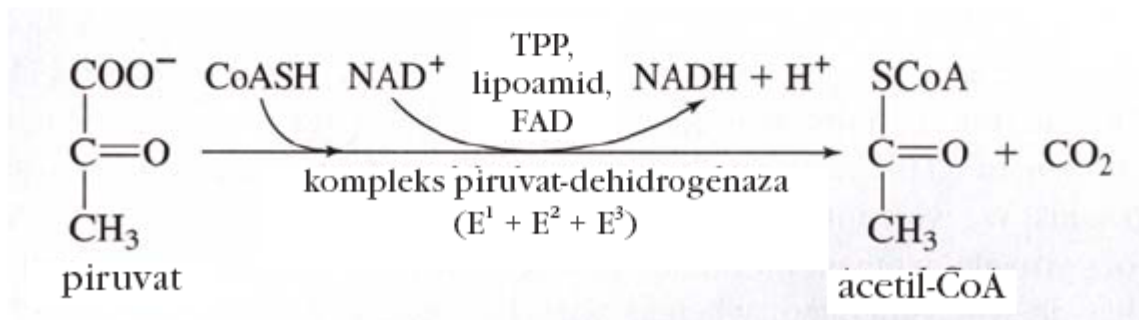 TPP,
COO⁻ CoASH NAD⁺ lipoamid, NADH + H⁺ SCoA
FAD
C=O C=O + CO₂
kompleks piruvat-dehidrogenaza
(E¹ + E² + E³)
CH₃ CH₃
piruvat acetil-CoA